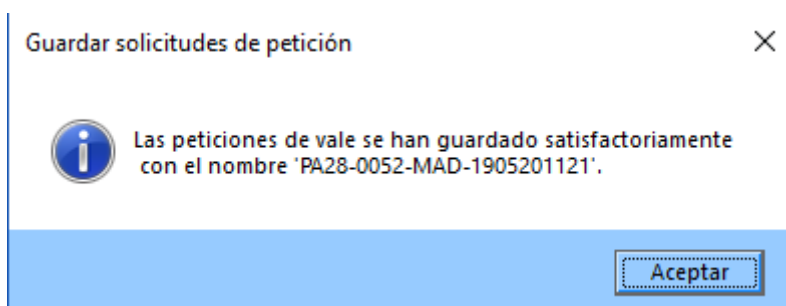 Guardar solicitudes de petición
Las peticiones de vale se han guardado satisfactoriamente
con el nombre 'PA28-0052-MAD-1905201121'.
Aceptar